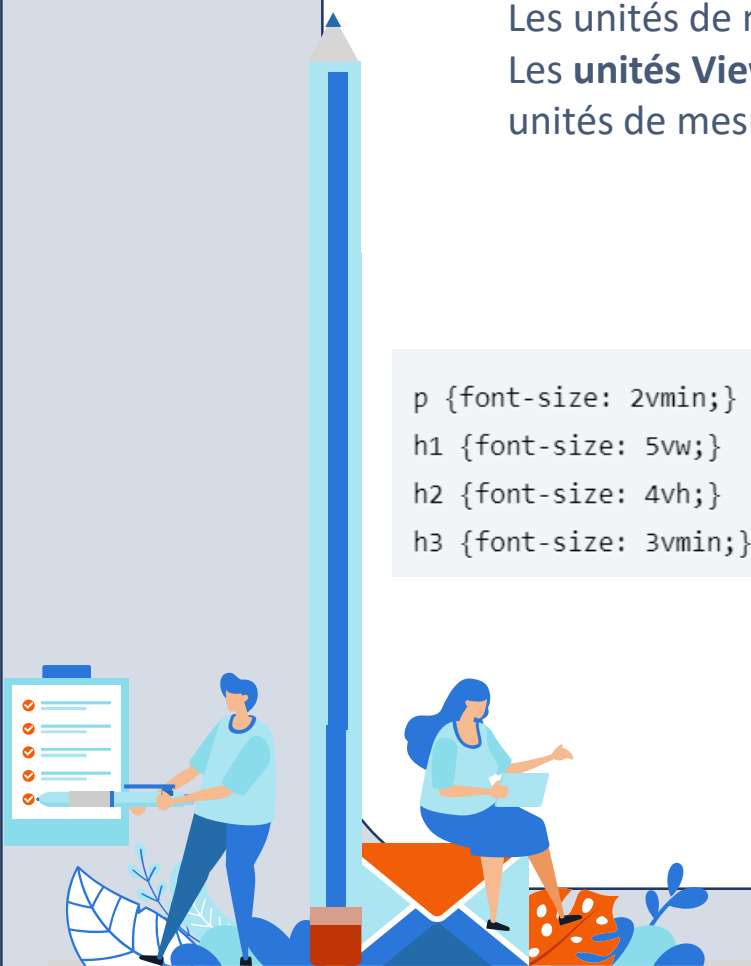 Les unités de
Les unités
unités de
p {font-size: 2vmin;}
h1 {font-size: 5vw;}
h2 {font-size: 4vh;}
h3 {font-size: 3vmin;}